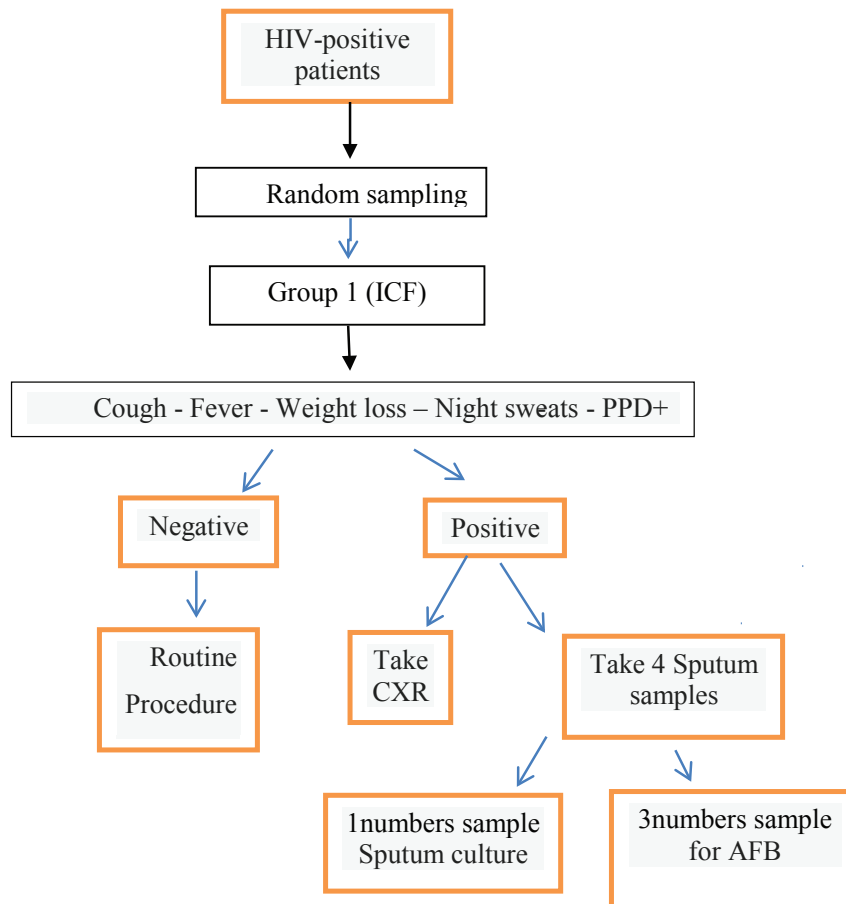 HIV-positive
patients
Random sampling
Group 1 (ICF)
Cough - Fever - Weight loss – Night sweats - PPD+
Negative
Positive
Routine
Procedure
Take
CXR
Take 4 Sputum
samples
1numbers sample
Sputum culture
3numbers sample
for AFB